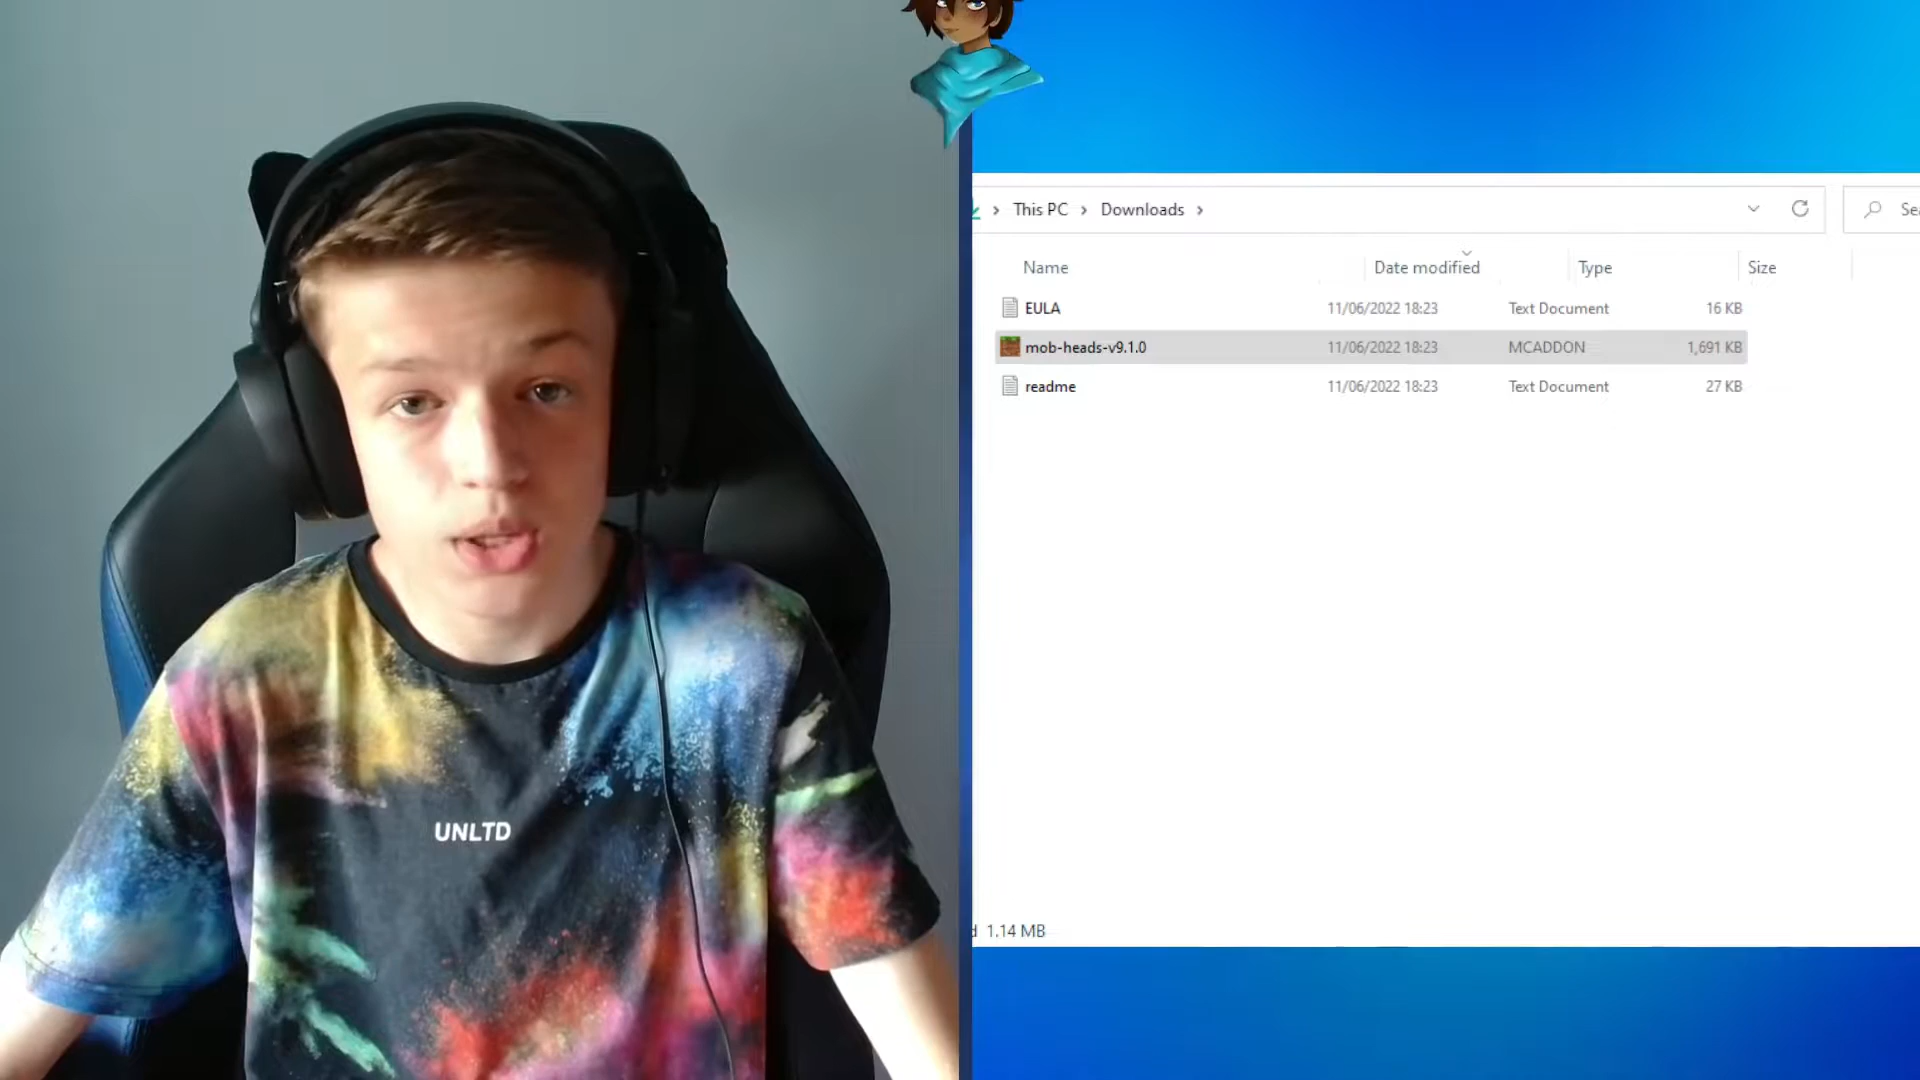 This PC > Downloads >
Name Date modified Type Size
EULA 11/06/2022 18:23 Text Document 16 KB
mob-heads-v9.1.0 11/06/2022 18:23 MCADDON 1,691 KB
readme 11/06/2022 18:23 Text Document 27 KB
UNLTD
1.14 MB